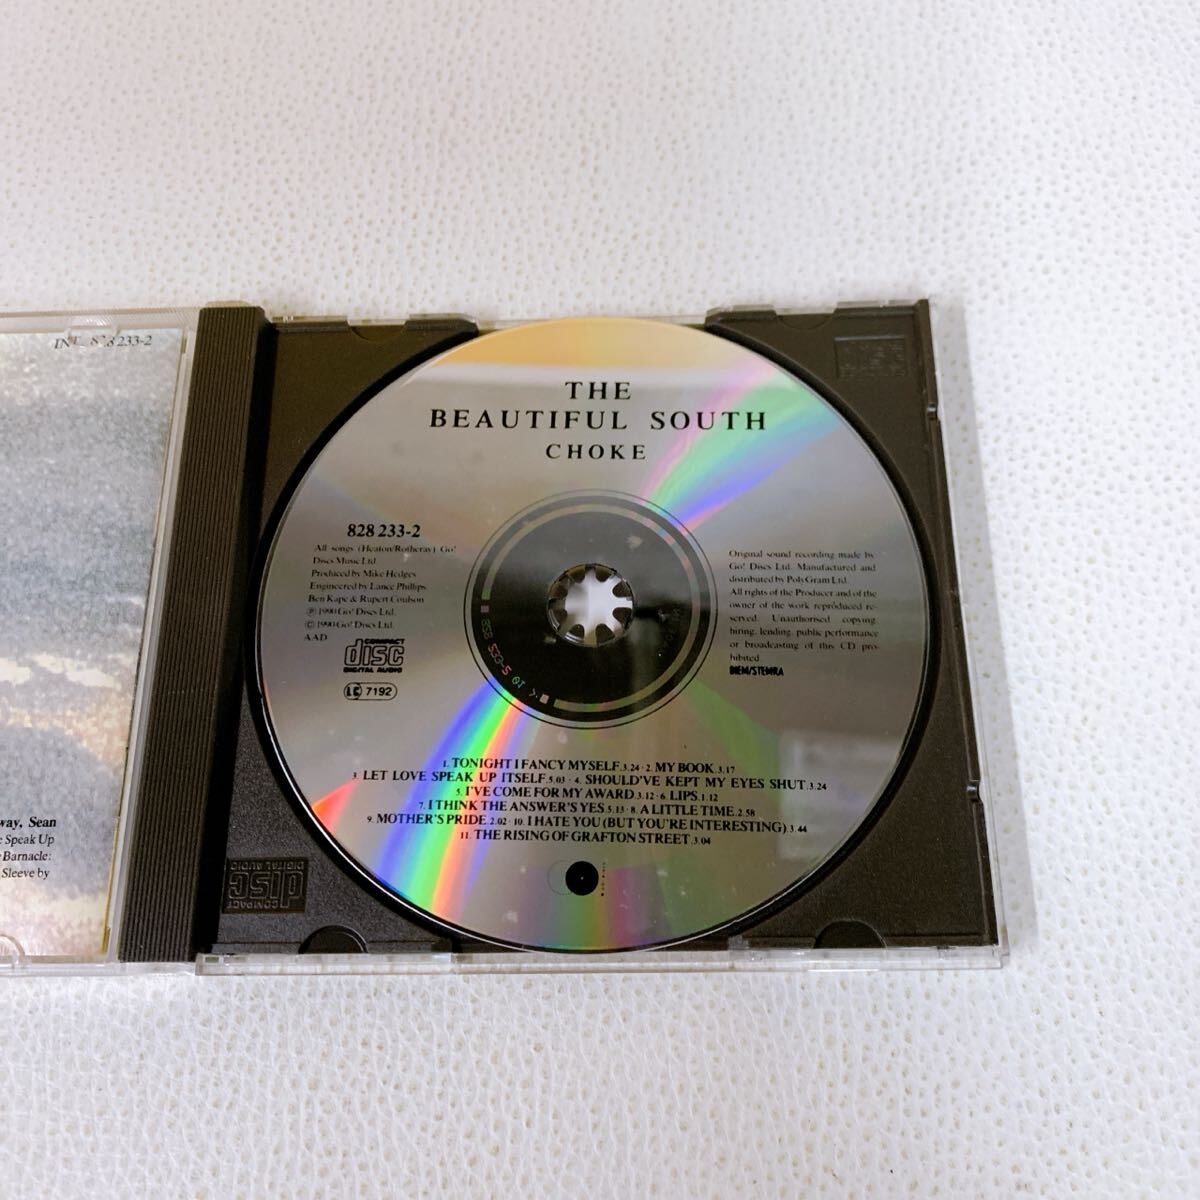 INT 828 233-2
THE
BEAUTIFUL SOUTH
CHOKE
828 233-2
All songs (Heaton/Rotheray) Go!
Discs Music Ltd
Produced by Mike Hedges
Engineered by Lance Phillips.
Ben Kape & Rupert Coulson
℗ 1990 Go! Discs Ltd.
© 1990 Go! Discs Ltd.
AAD
COMPACT
disc
DIGITAL AUDIO
LC 7192
Original sound recording made by
Go! Discs Ltd. Manufactured and
distributed by PolyGram Ltd.
All rights of the Producer and of the
owner of the work reproduced re-
served. Unauthorised copying,
hiring, lending, public performance
or broadcasting of this CD pro-
hibited.
BIEM/STEMRA
1. TONIGHT I FANCY MYSELF.3.24 · 2. MY BOOK.3.17
3. LET LOVE SPEAK UP ITSELF.5.03 · 4. SHOULD'VE KEPT MY EYES SHUT.3.24
5. I'VE COME FOR MY AWARD.3.12 · 6. LIPS.1.12
7. I THINK THE ANSWER'S YES.5.13 · 8. A LITTLE TIME.2.58
9. MOTHER'S PRIDE.2.02 · 10. I HATE YOU (BUT YOU'RE INTERESTING).3.44
11. THE RISING OF GRAFTON STREET.3.04
way, Sean
Speak Up
Barnacle:
Sleeve by
COMPACT
disc
DIGITAL AUDIO